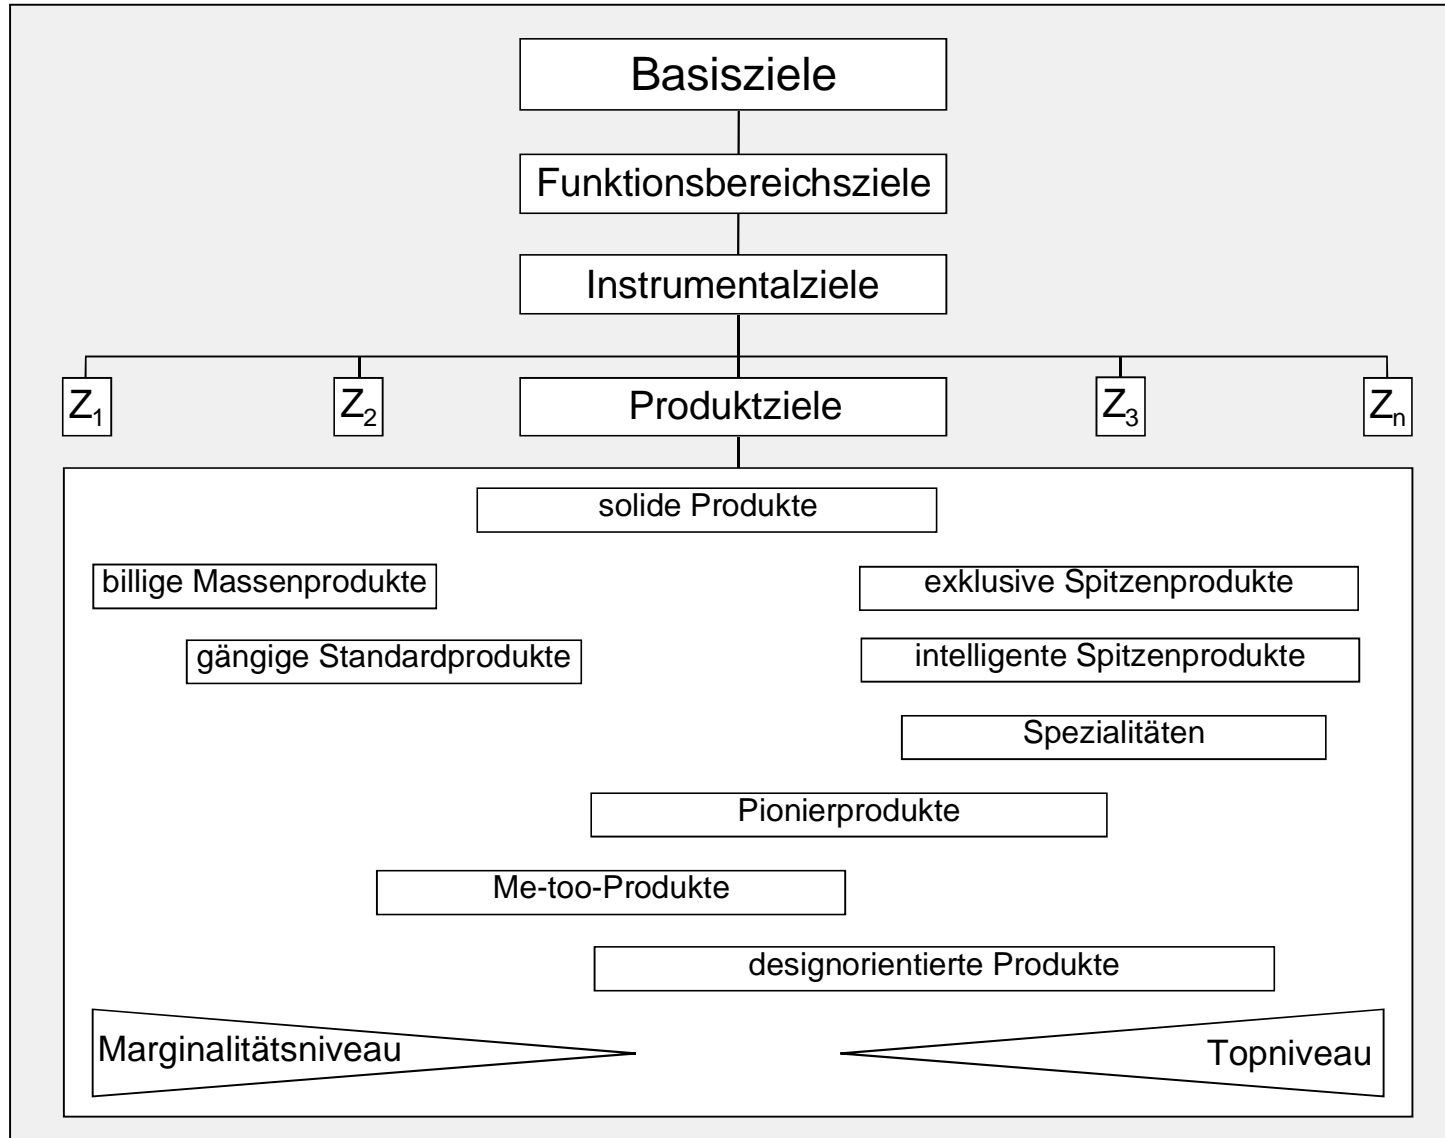 Basisziele
Funktionsbereichsziele
Instrumentalziele
Z1 Z2 Produktziele Z3 Zn
solide Produkte
billige Massenprodukte exklusive Spitzenprodukte
gängige Standardprodukte intelligente Spitzenprodukte
Spezialitäten
Pionierprodukte
Me-too-Produkte
designorientierte Produkte
Marginalitätsniveau Topniveau